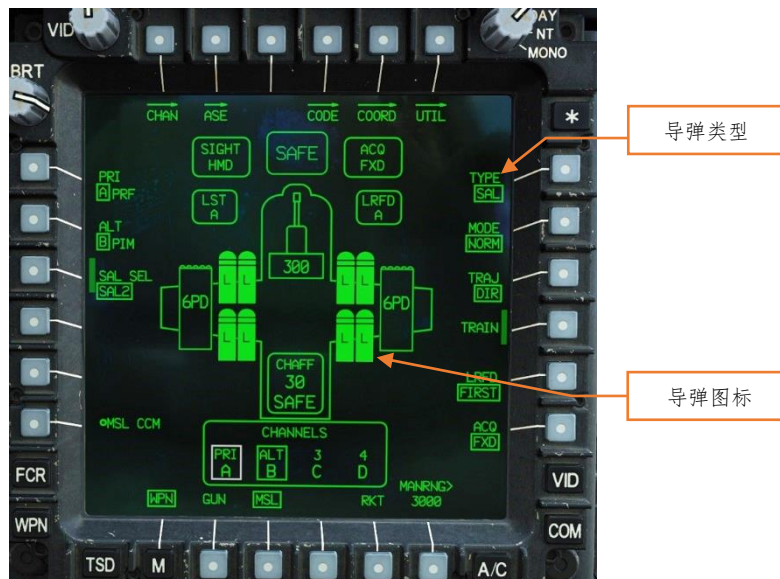 VID
DAY
NT
MONO
BRT
CHAN
ASE
CODE
COORD
UTIL
*
导弹类型
SIGHT
HMD
SAFE
ACQ
FXD
PRI
A PRF
TYPE
SAL
LST
A
LRFD
A
ALT
B PIM
MODE
NORM
300
SAL SEL
SAL2
TRAJ
DIR
L L
L L
6PD
6PD
TRAIN
L L
L L
CHAFF
30
SAFE
LRFD
FIRST
导弹图标
MSL CCM
CHANNELS
ACQ
FXD
PRI
A
ALT
B
3
C
4
D
FCR
VID
MANRNG>
3000
WPN
GUN
MSL
RKT
WPN
COM
TSD
M
A/C